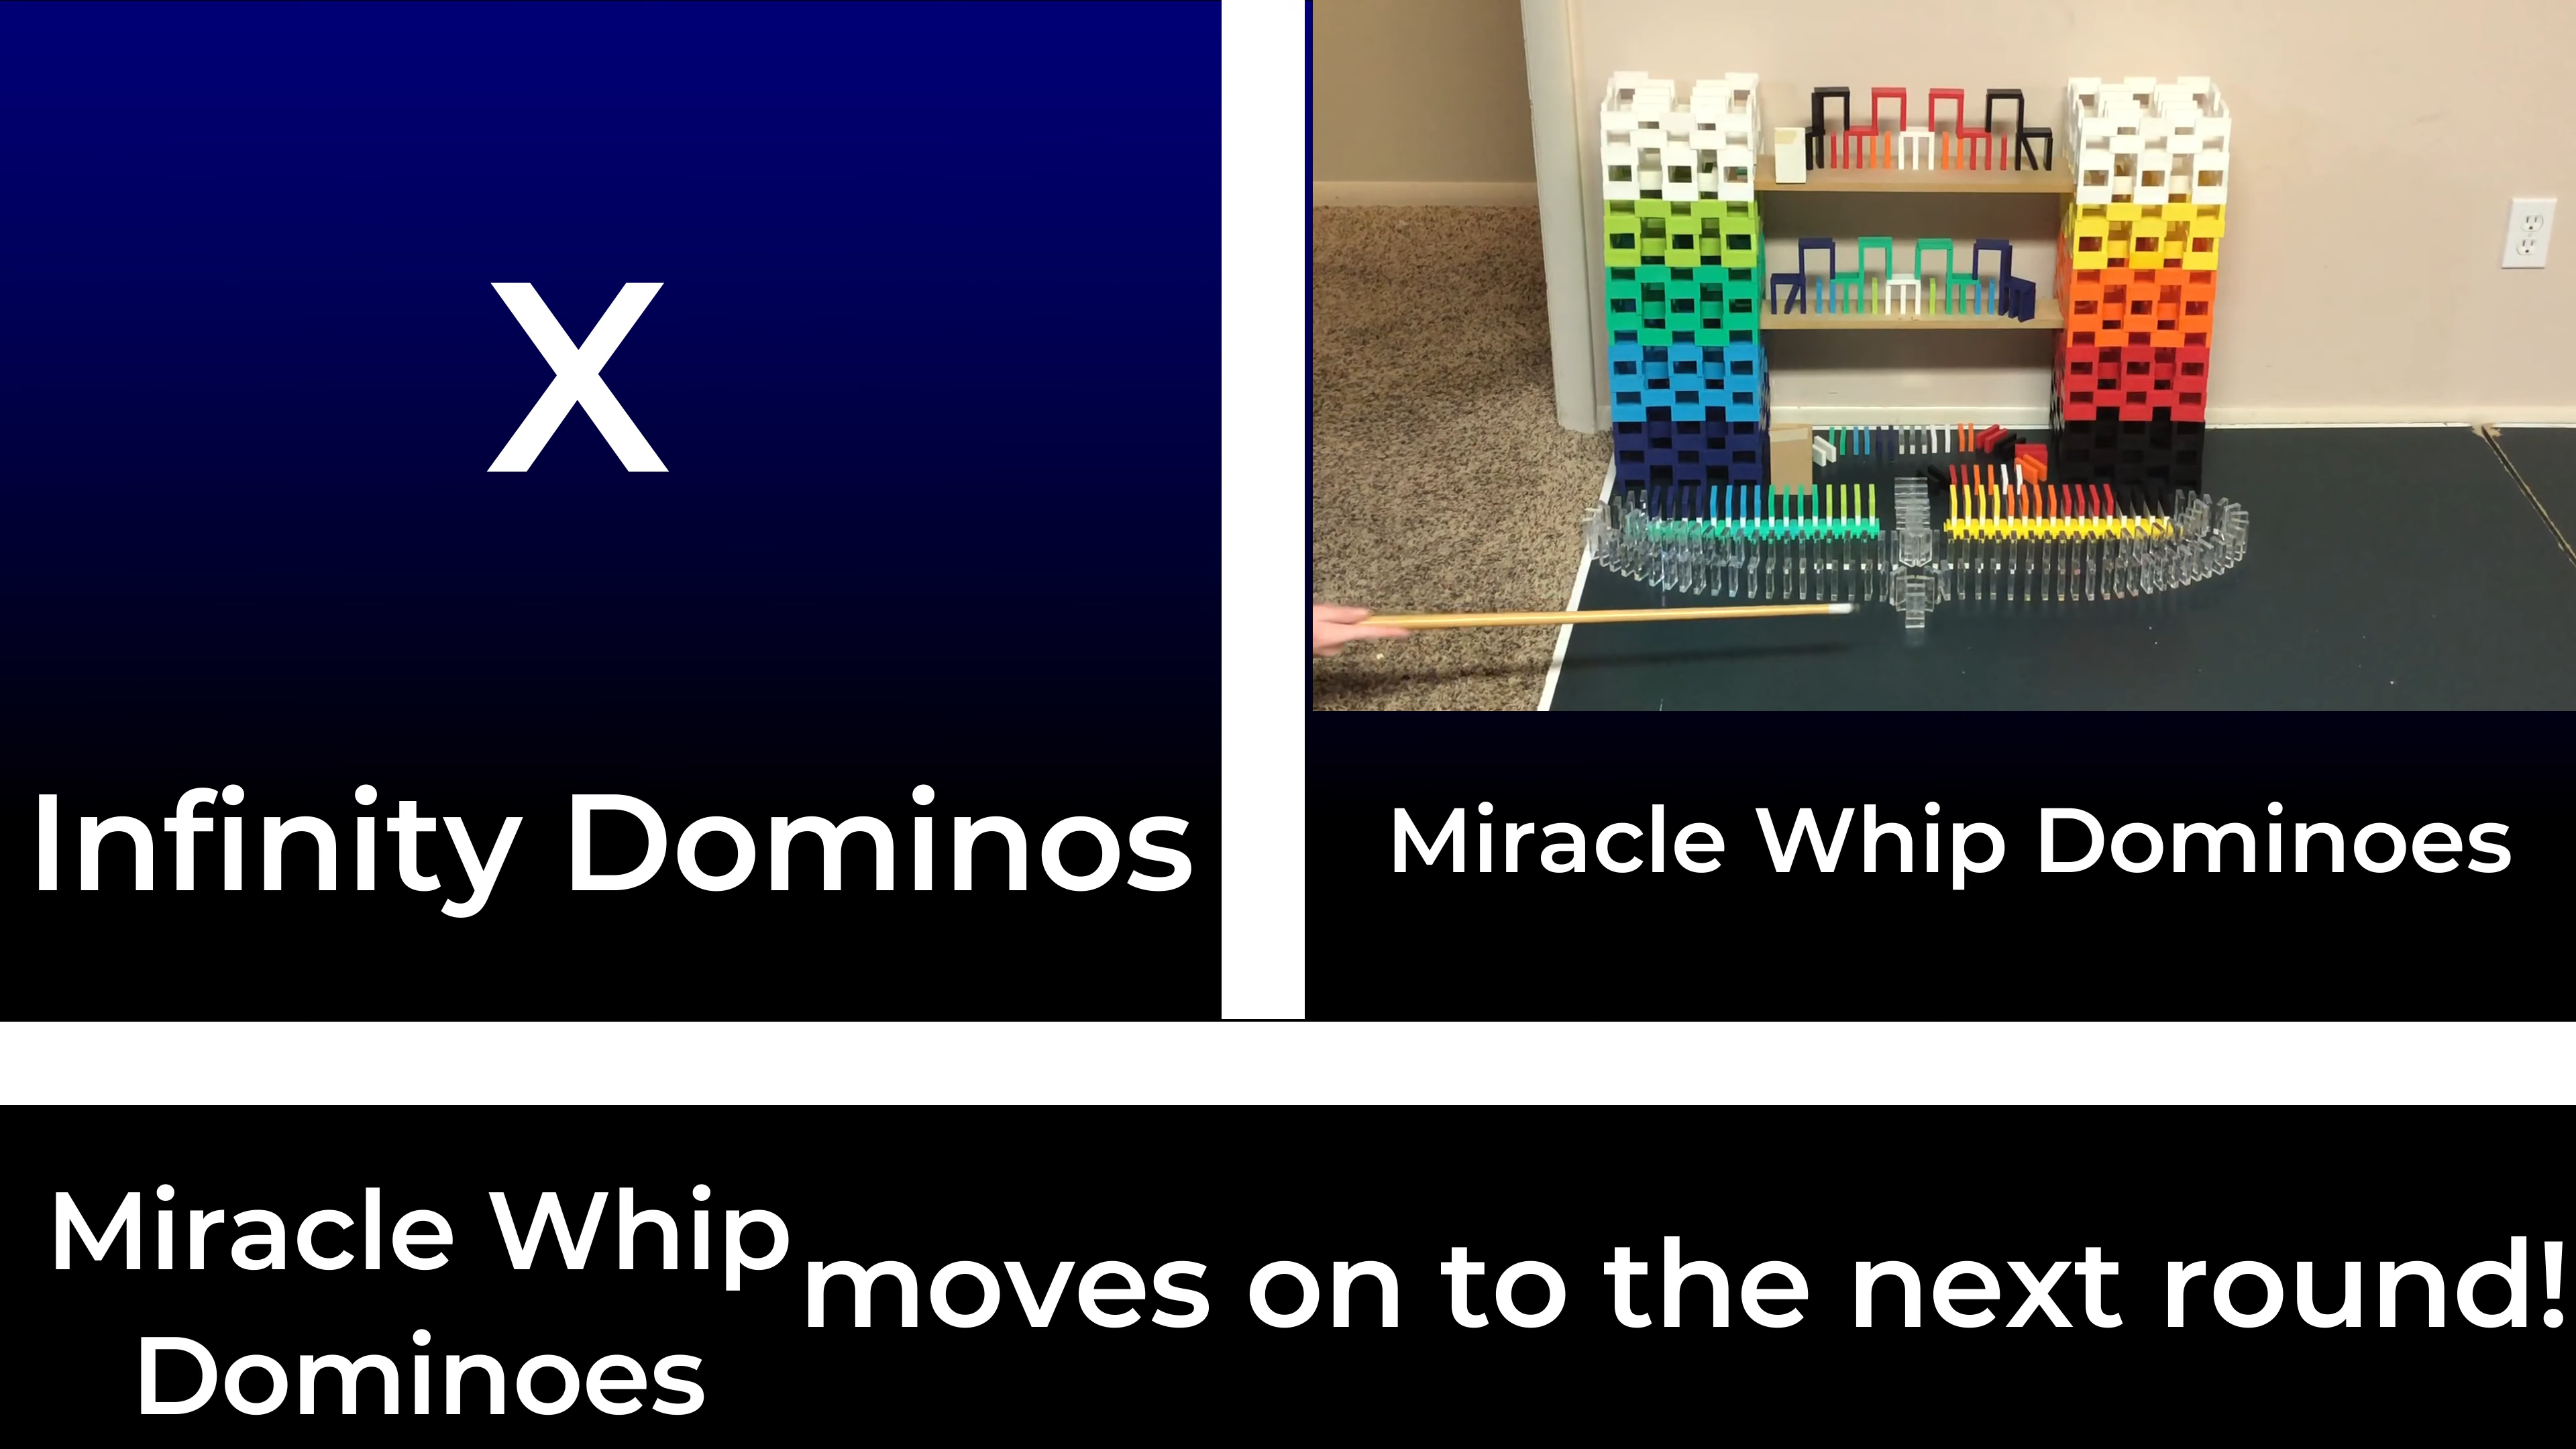 X
Infinity Dominos
Miracle Whip Dominoes
Miracle Whip
Dominoes
moves on to the next round!